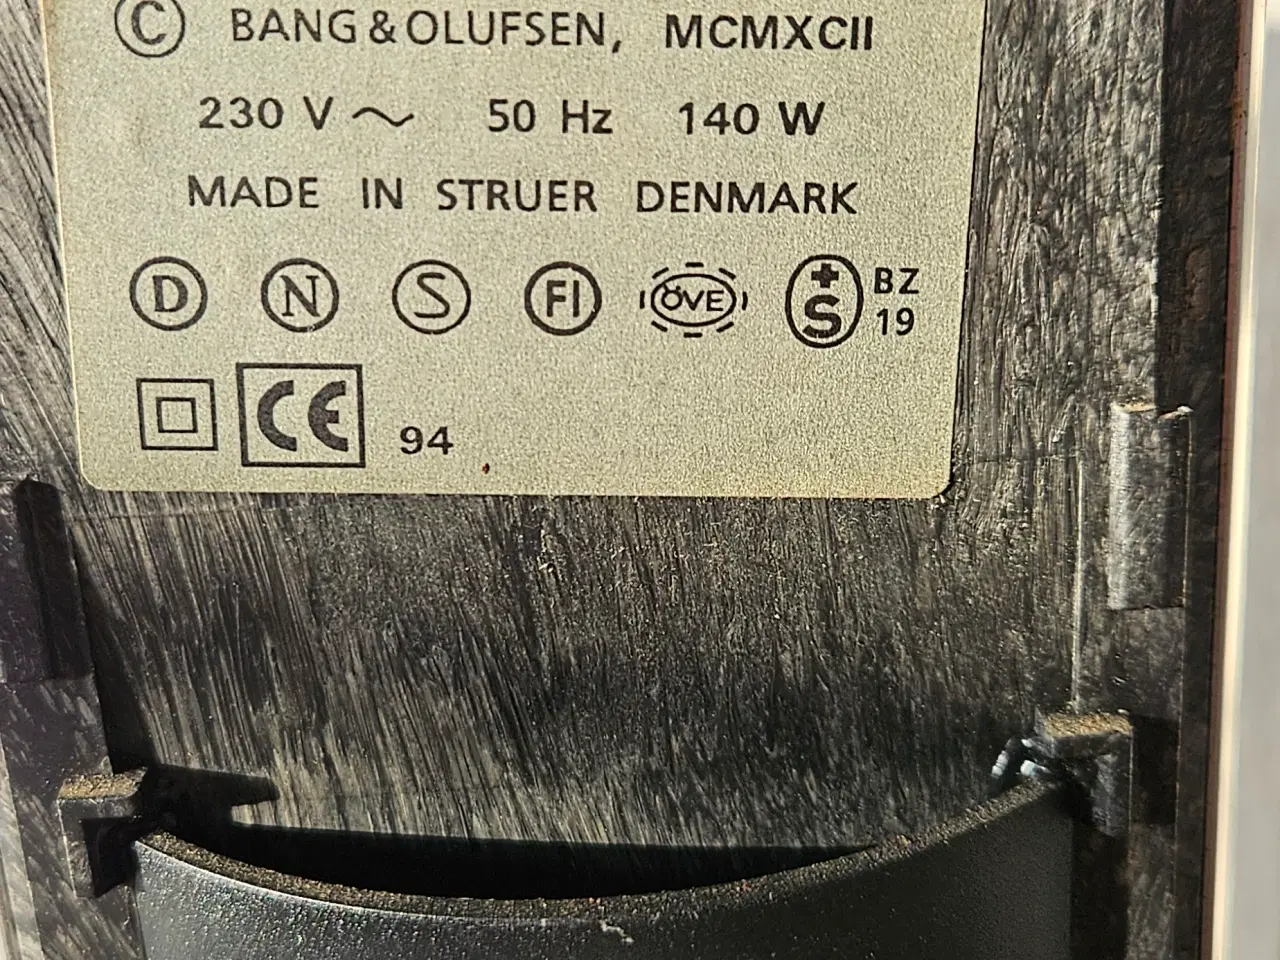 © BANG & OLUFSEN, MCMXCII
230 V ~ 50 Hz 140 W
MADE IN STRUER DENMARK
D N S FI ÖVE +S BZ 19
CE 94